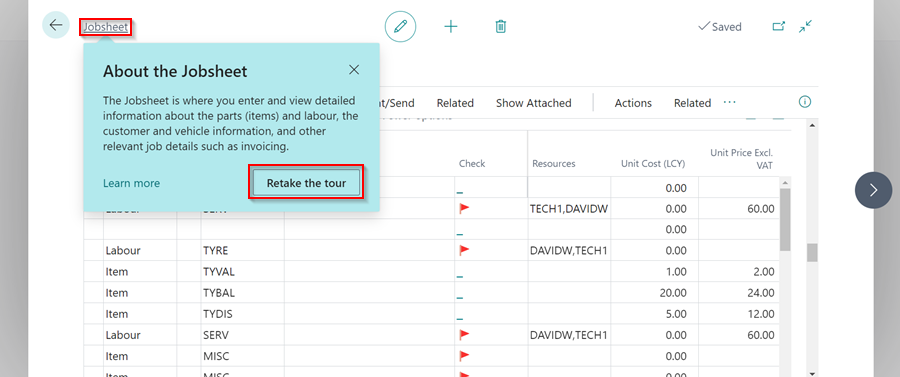 Jobsheet
Saved
About the Jobsheet
The Jobsheet is where you enter and view detailed
information about the parts (items) and labour, the
customer and vehicle information, and other
relevant job details such as invoicing.
Learn more
Retake the tour
/Send Related Show Attached Actions Related ...
Check Resources Unit Cost (LCY) Unit Price Excl.
VAT
0.00
TECH1,DAVIDW 0.00 60.00
0.00
Labour TYRE DAVIDW,TECH1 0.00
Item TYVAL 1.00 2.00
Item TYBAL 20.00 24.00
Item TYDIS 5.00 12.00
Labour SERV DAVIDW,TECH1 0.00 60.00
Item MISC 0.00
Item MISC 0.00